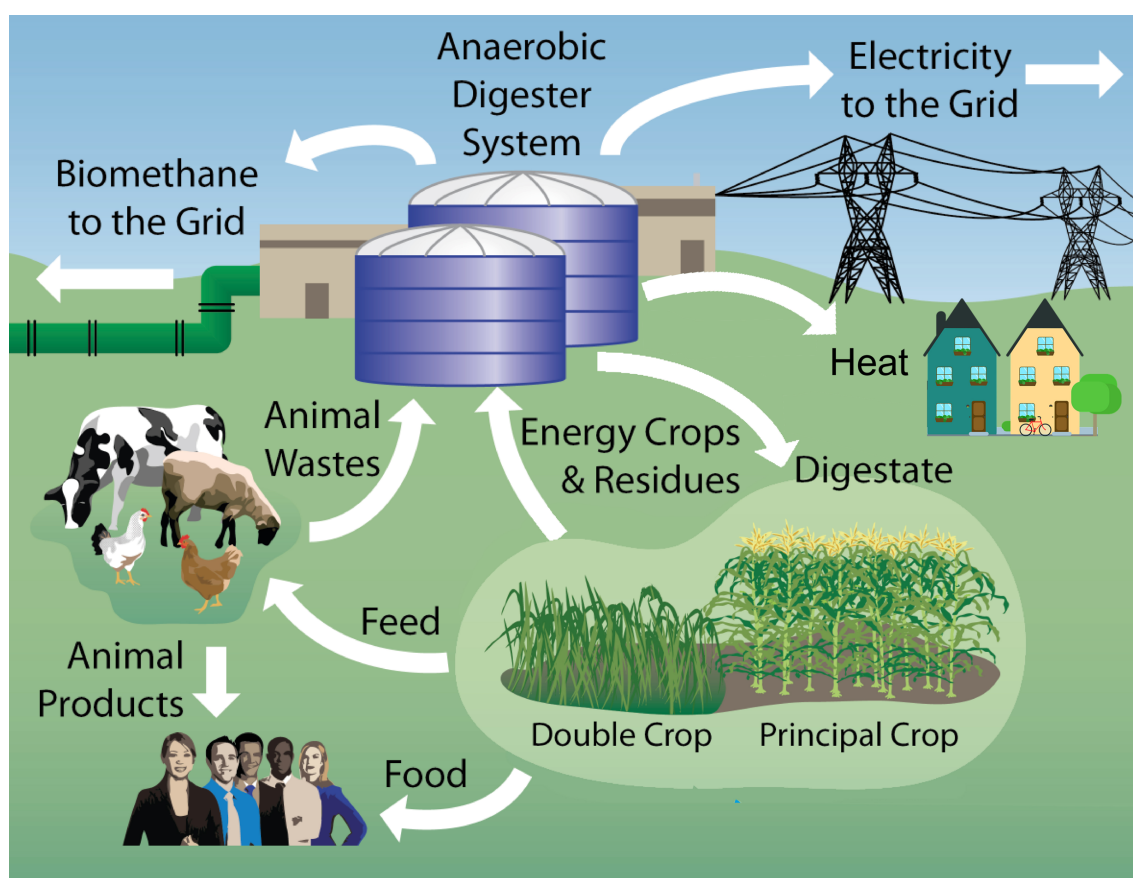 Anaerobic
Digester
System
Electricity
to the Grid
Biomethane
to the Grid
Heat
Animal
Wastes
Energy Crops
& Residues
Digestate
Feed
Animal
Products
Double Crop
Principal Crop
Food